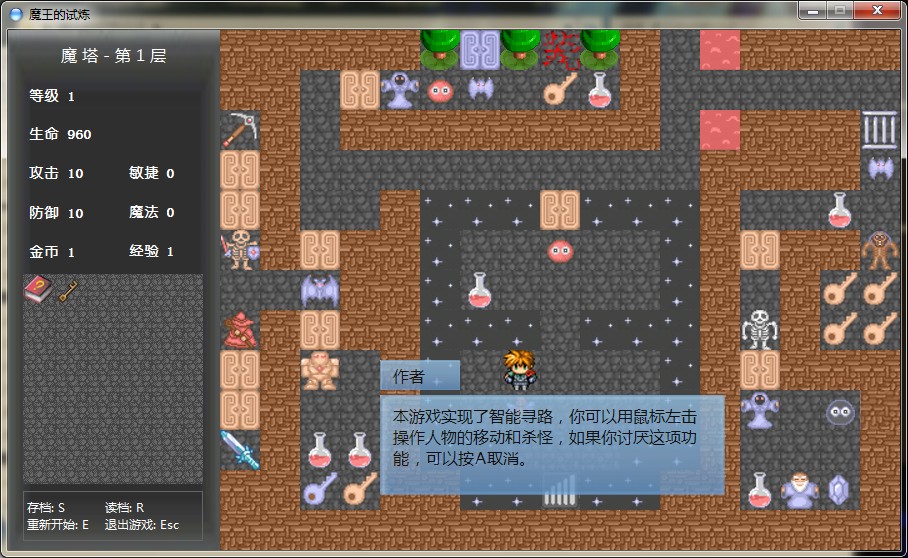 魔王的试炼
魔 塔 - 第 1 层
等级 1
生命 960
攻击 10 敏捷 0
防御 10 魔法 0
金币 1 经验 1
作者
本游戏实现了智能寻路，你可以用鼠标左击
操作人物的移动和杀怪，如果你讨厌这项功
能，可以按A取消。
存档: S 读档: R
重新开始: E 退出游戏: Esc